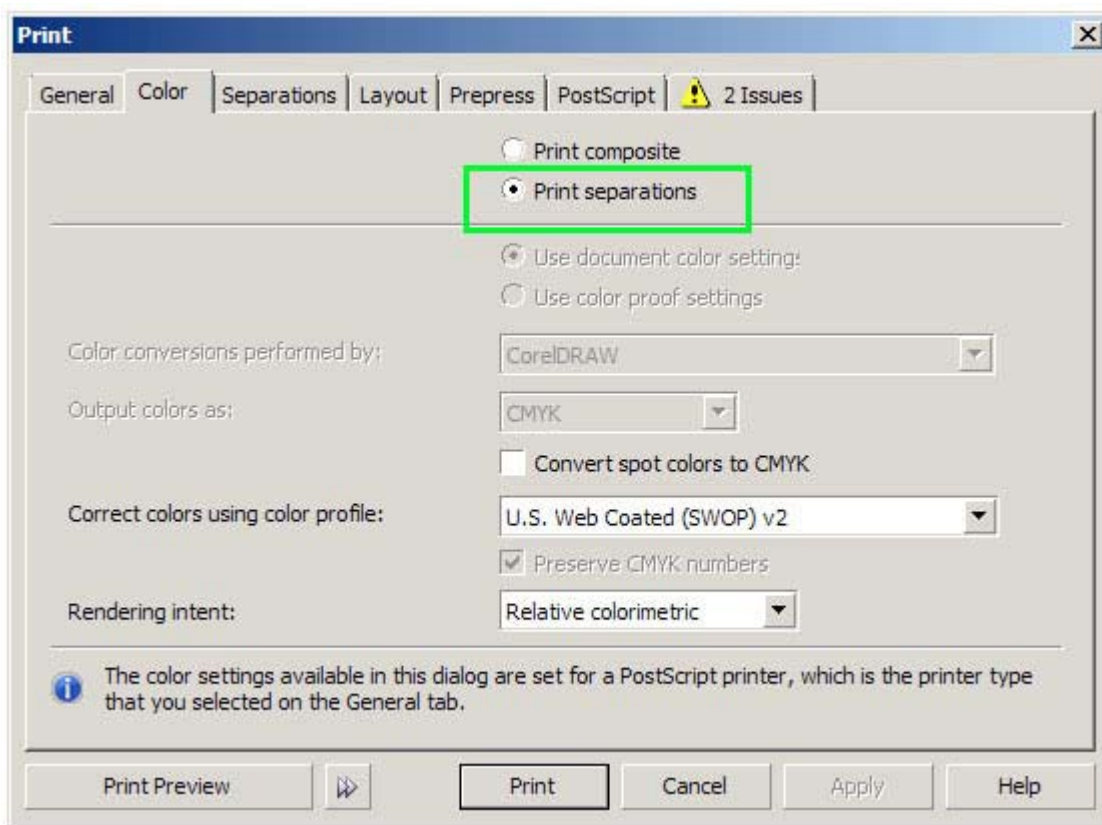 Print
General Color Separations Layout Prepress PostScript 2 Issues
Print composite
Print separations
Use document color settings
Use color proof settings
Color conversions performed by: CorelDRAW
Output colors as: CMYK
Convert spot colors to CMYK
Correct colors using color profile: U.S. Web Coated (SWOP) v2
Preserve CMYK numbers
Rendering intent: Relative colorimetric
The color settings available in this dialog are set for a PostScript printer, which is the printer type
that you selected on the General tab.
Print Preview Print Cancel Apply Help